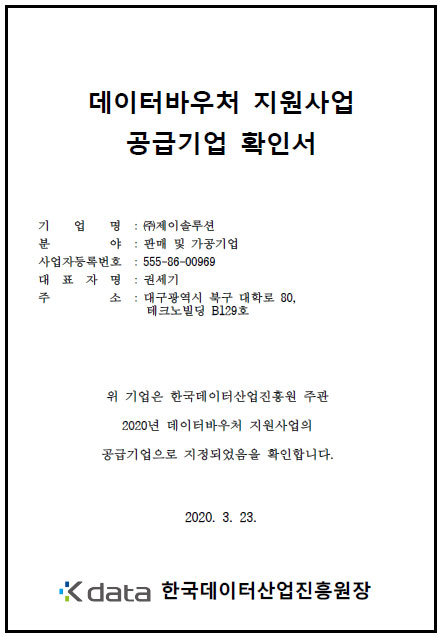 데이터바우처 지원사업
공급기업 확인서
기 업 명 : ㈜제이솔루션
분 야 : 판매 및 가공기업
사업자등록번호 : 555-86-00969
대 표 자 명 : 권세기
주 소 : 대구광역시 북구 대학로 80,
테크노빌딩 B129호
위 기업은 한국데이터산업진흥원 주관
2020년 데이터바우처 지원사업의
공급기업으로 지정되었음을 확인합니다.
2020. 3. 23.
K data 한국데이터산업진흥원장